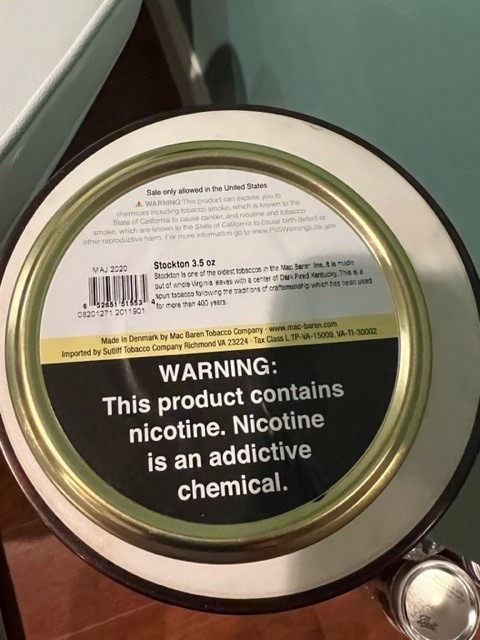 Sale only allowed in the United States
⚠ WARNING This product can expose you to
chemicals including tobacco smoke, which is known to the
State of California to cause cancer, and nicotine and tobacco
smoke, which are known to the State of California to cause birth defect or
other reproductive harm. For more information go to www.P65Warnings.ca.gov
MAJ 2020
Stockton 3.5 oz
Stockton is one of the oldest tobaccos in the Mac Baren line. It is made
out of whole Virginia leaves with a center of Dark Fired Kentucky. This is a
spun tobacco following the traditions of craftsmanship which has been used
for more than 400 years.
6 52651 51553 4
08201271 2011901
Made in Denmark by Mac Baren Tobacco Company - www.mac-baren.com
Imported by Sutliff Tobacco Company Richmond VA 23224 - Tax Class L TP-VA-15009, VA-TI-30002
WARNING:
This product contains
nicotine. Nicotine
is an addictive
chemical.